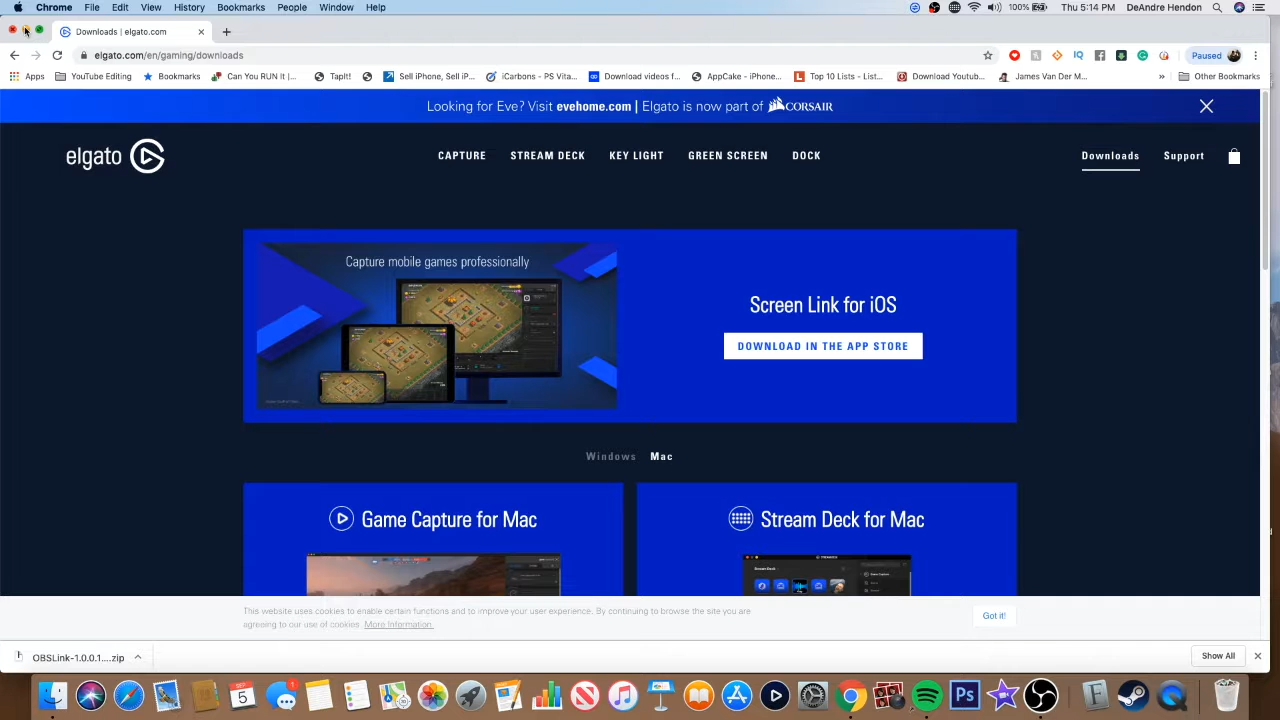 Chrome File Edit View History Bookmarks People Window Help 100% Thu 5:14 PM DeAndre Hendon
Downloads | elgato.com
elgato.com/en/gaming/downloads Paused
Apps YouTube Editing Bookmarks Can You RUN It |... TapIt! Sell iPhone, Sell iP... iCarbons - PS Vita... Download videos f... AppCake - iPhone... Top 10 Lists - List... Download Youtub... James Van Der M... Other Bookmarks
Looking for Eve? Visit evehome.com | Elgato is now part of CORSAIR
elgato CAPTURE STREAM DECK KEY LIGHT GREEN SCREEN DOCK Downloads Support
Capture mobile games professionally
Screen Link for iOS
DOWNLOAD IN THE APP STORE
Windows Mac
Game Capture for Mac
Stream Deck for Mac
This website uses cookies to enable certain functions and to improve your user experience. By continuing to browse the site you are
agreeing to our use of cookies. More Information.
Got it!
OBSLink-1.0.0.1....zip
Show All